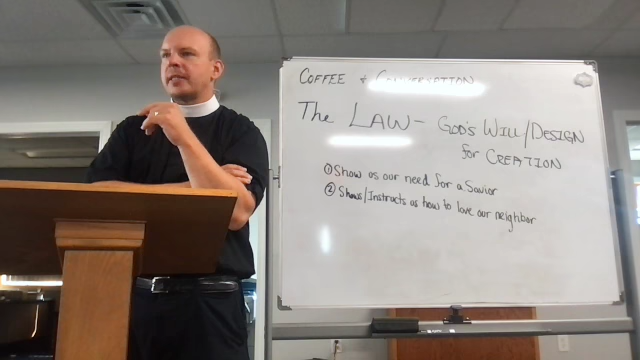 COFFEE & CONVERSATION
The LAW - GOD'S WILL/DESIGN
for CREATION
① Show us our need for a Savior
② Shows/Instructs us how to love our neighbor